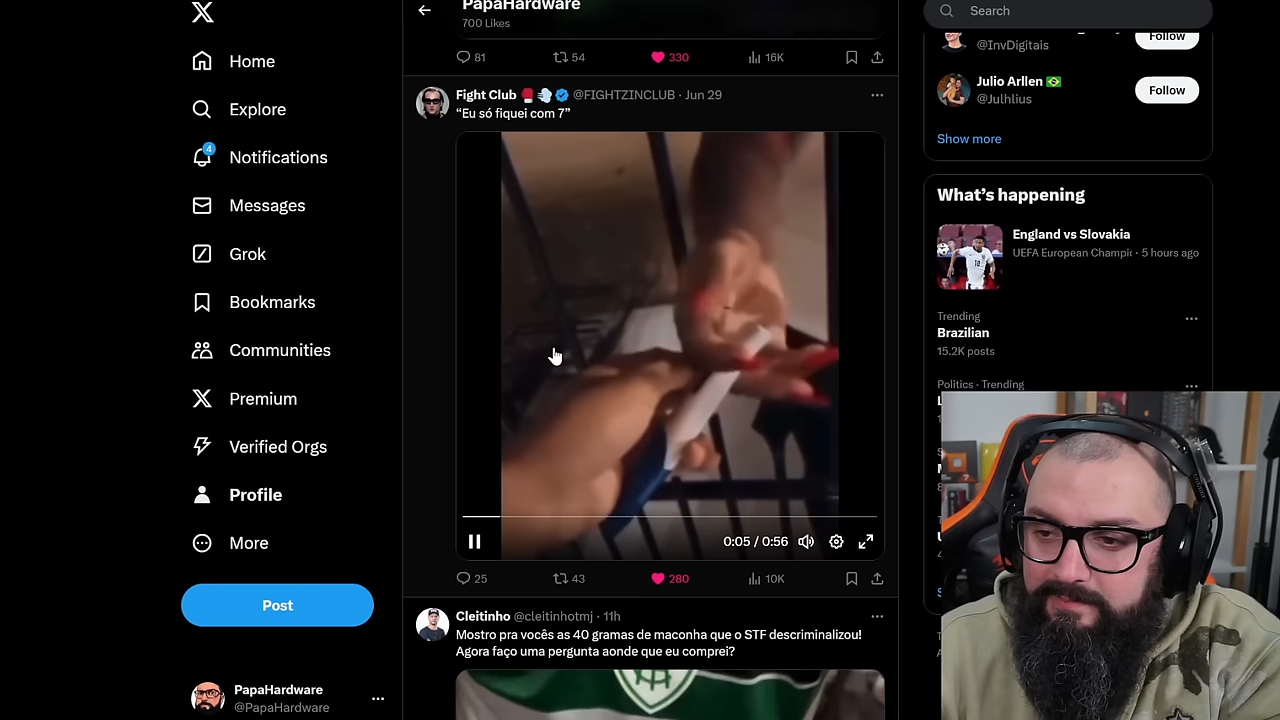 Home
Explore
4
Notifications
Messages
Grok
Bookmarks
Communities
Premium
Verified Orgs
Profile
More
Post
PapaHardware
@PapaHardware
PapaHardware
700 Likes
81 54 330 16K
Fight Club @FIGHTZINCLUB · Jun 29
“Eu só fiquei com 7”
0:05 / 0:56
25 43 280 10K
Cleitinho @cleitinhotmj · 11h
Mostro pra vocês as 40 gramas de maconha que o STF descriminalizou!
Agora faço uma pergunta aonde que eu comprei?
Search
@InvDigitais
Follow
Julio Arllen
@Julhlius
Follow
Show more
What’s happening
England vs Slovakia
UEFA European Champi · 5 hours ago
Trending
Brazilian
15.2K posts
Politics · Trending